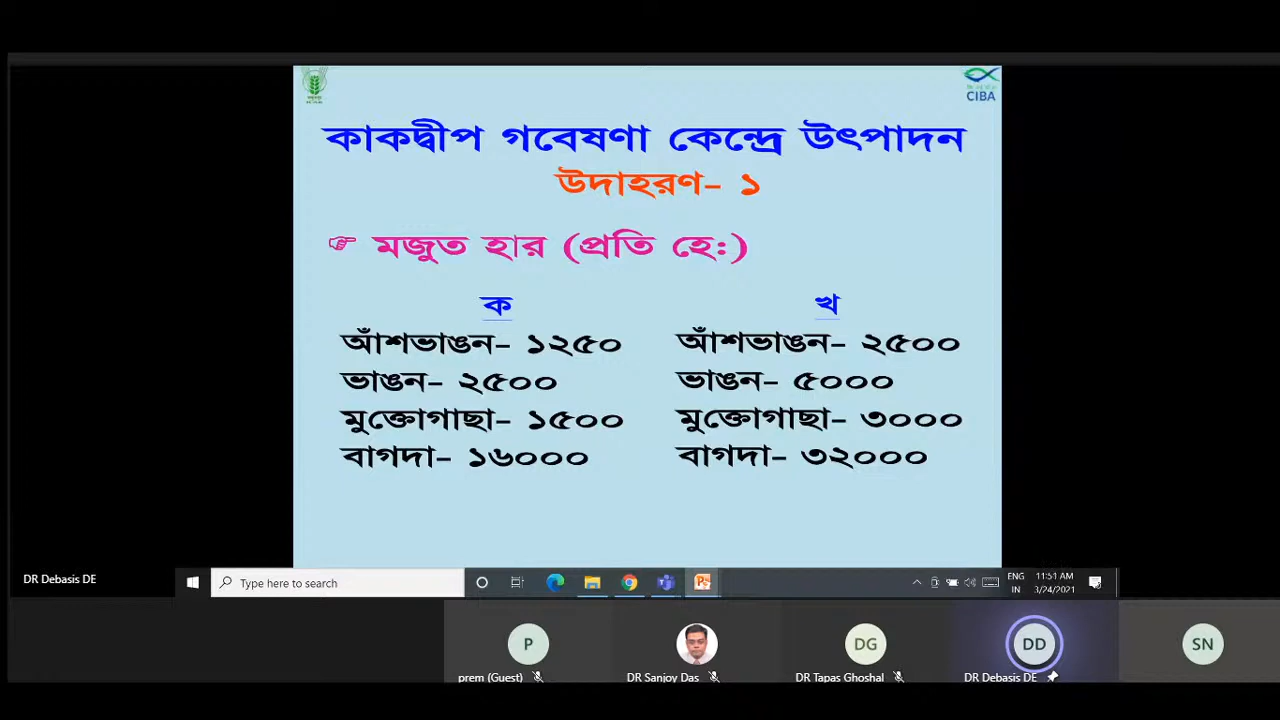 CIBA
কাকদ্বীপ গবেষণা কেন্দ্রে উৎপাদন
উদাহরণ- ১
মজুত হার (প্রতি হে:)
ক
আঁশভাঙন- ১২৫০
ভাঙন- ২৫০০
মুক্তোগাছা- ১৫০০
বাগদা- ১৬০০০
খ
আঁশভাঙন- ২৫০০
ভাঙন- ৫০০০
মুক্তোগাছা- ৩০০০
বাগদা- ৩২০০০
DR Debasis DE
Type here to search
ENG
IN
11:51 AM
3/24/2021
P
prem (Guest)
DR Sanjoy Das
DG
DR Tapas Ghoshal
DD
DR Debasis DE
SN